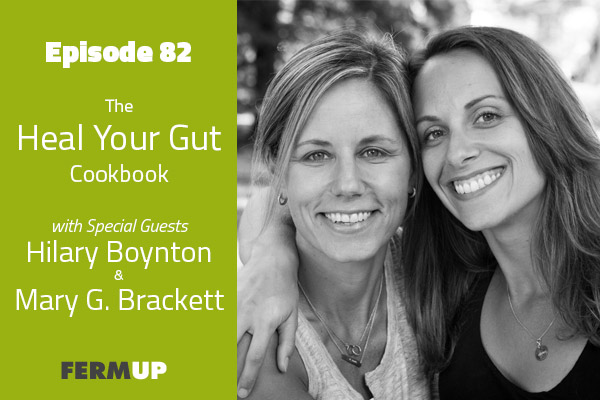 Episode 82
The
Heal Your Gut
Cookbook
with Special Guests
Hilary Boynton
&
Mary G. Brackett
FERMUP